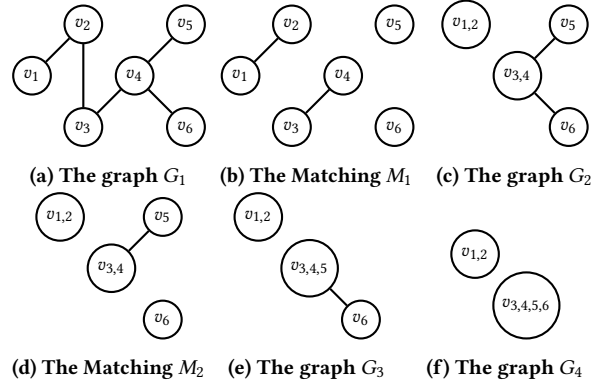 v2 v5
v1 v4
v3 v6
(a) The graph G1
v2 v5
v1 v4
v3 v6
(b) The Matching M1
v1,2 v5
v3,4
v6
(c) The graph G2
v1,2 v5
v3,4
v6
(d) The Matching M2
v1,2
v3,4,5
v6
(e) The graph G3
v1,2
v3,4,5,6
(f) The graph G4